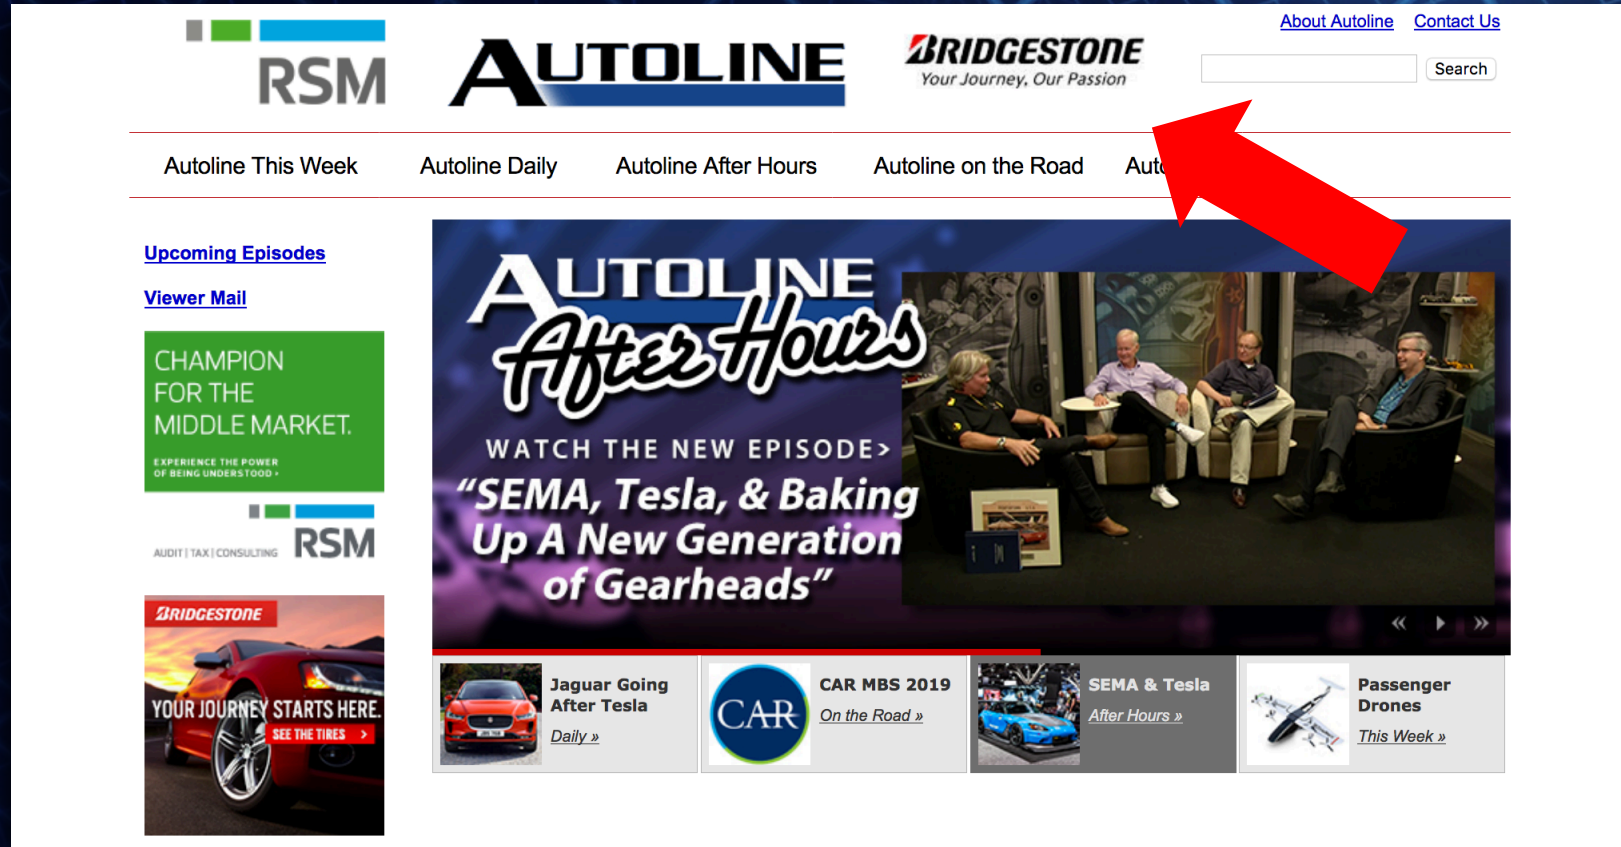 RSM
AUTOLINE
BRIDGESTONE
Your Journey, Our Passion
About Autoline Contact Us
Search
Autoline This Week Autoline Daily Autoline After Hours Autoline on the Road
Upcoming Episodes
Viewer Mail
CHAMPION
FOR THE
MIDDLE MARKET.
EXPERIENCE THE POWER
OF BEING UNDERSTOOD ›
AUDIT | TAX | CONSULTING RSM
BRIDGESTONE
YOUR JOURNEY STARTS HERE.
SEE THE TIRES >
AUTOLINE
After Hours
WATCH THE NEW EPISODE>
“SEMA, Tesla, & Baking
Up A New Generation
of Gearheads”
Jaguar Going
After Tesla
Daily »
CAR
CAR MBS 2019
On the Road »
SEMA & Tesla
After Hours »
Passenger
Drones
This Week »